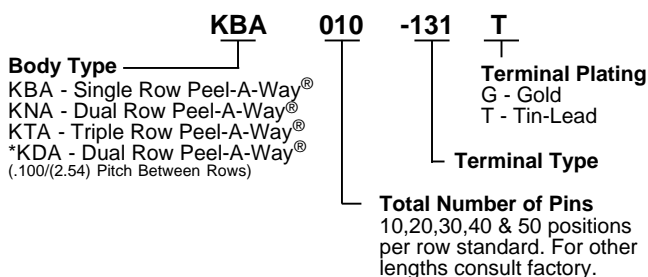 KBA 010 -131 T
Body Type
KBA - Single Row Peel-A-Way®
KNA - Dual Row Peel-A-Way®
KTA - Triple Row Peel-A-Way®
*KDA - Dual Row Peel-A-Way®
(.100/(2.54) Pitch Between Rows)
Terminal Plating
G - Gold
T - Tin-Lead
Terminal Type
Total Number of Pins
10,20,30,40 & 50 positions
per row standard. For other
lengths consult factory.